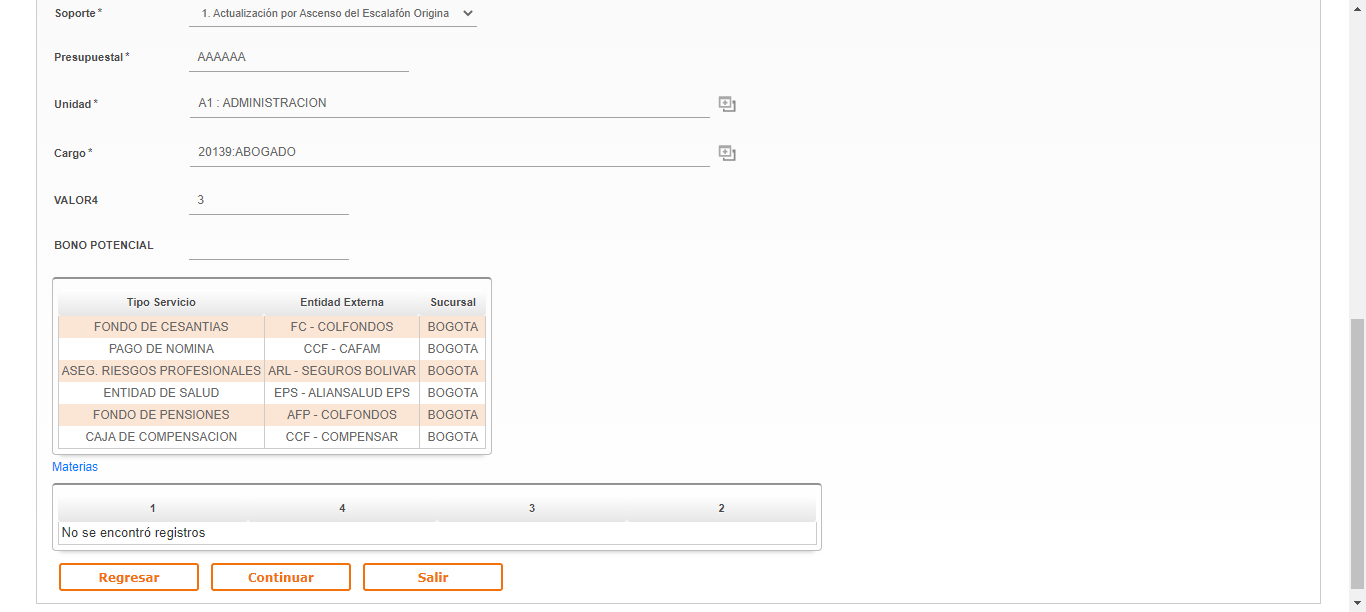 Soporte* 1. Actualización por Ascenso del Escalafón Origina
Presupuestal* AAAAAA
Unidad* A1 : ADMINISTRACION
Cargo* 20139:ABOGADO
VALOR4 3
BONO POTENCIAL
Tipo Servicio Entidad Externa Sucursal
FONDO DE CESANTIAS FC - COLFONDOS BOGOTA
PAGO DE NOMINA CCF - CAFAM BOGOTA
ASEG. RIESGOS PROFESIONALES ARL - SEGUROS BOLIVAR BOGOTA
ENTIDAD DE SALUD EPS - ALIANSALUD EPS BOGOTA
FONDO DE PENSIONES AFP - COLFONDOS BOGOTA
CAJA DE COMPENSACION CCF - COMPENSAR BOGOTA
Materias
1 4 3 2
No se encontró registros
Regresar Continuar Salir